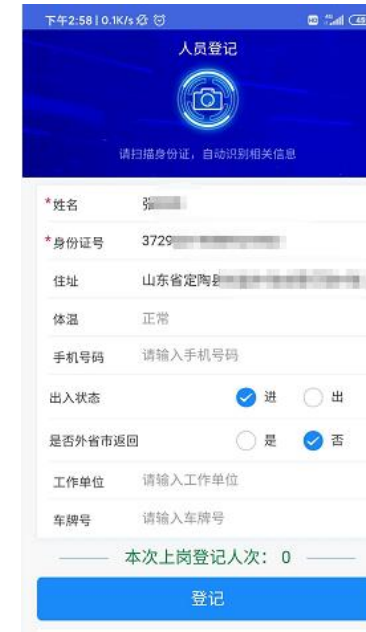 下午2:58 | 0.1K/s
人员登记
请扫描身份证，自动识别相关信息
*姓名 张
*身份证号 3729
住址 山东省定陶县
体温 正常
手机号码 请输入手机号码
出入状态 进 出
是否外省市返回 是 否
工作单位 请输入工作单位
车牌号 请输入车牌号
本次上岗登记人次： 0
登记